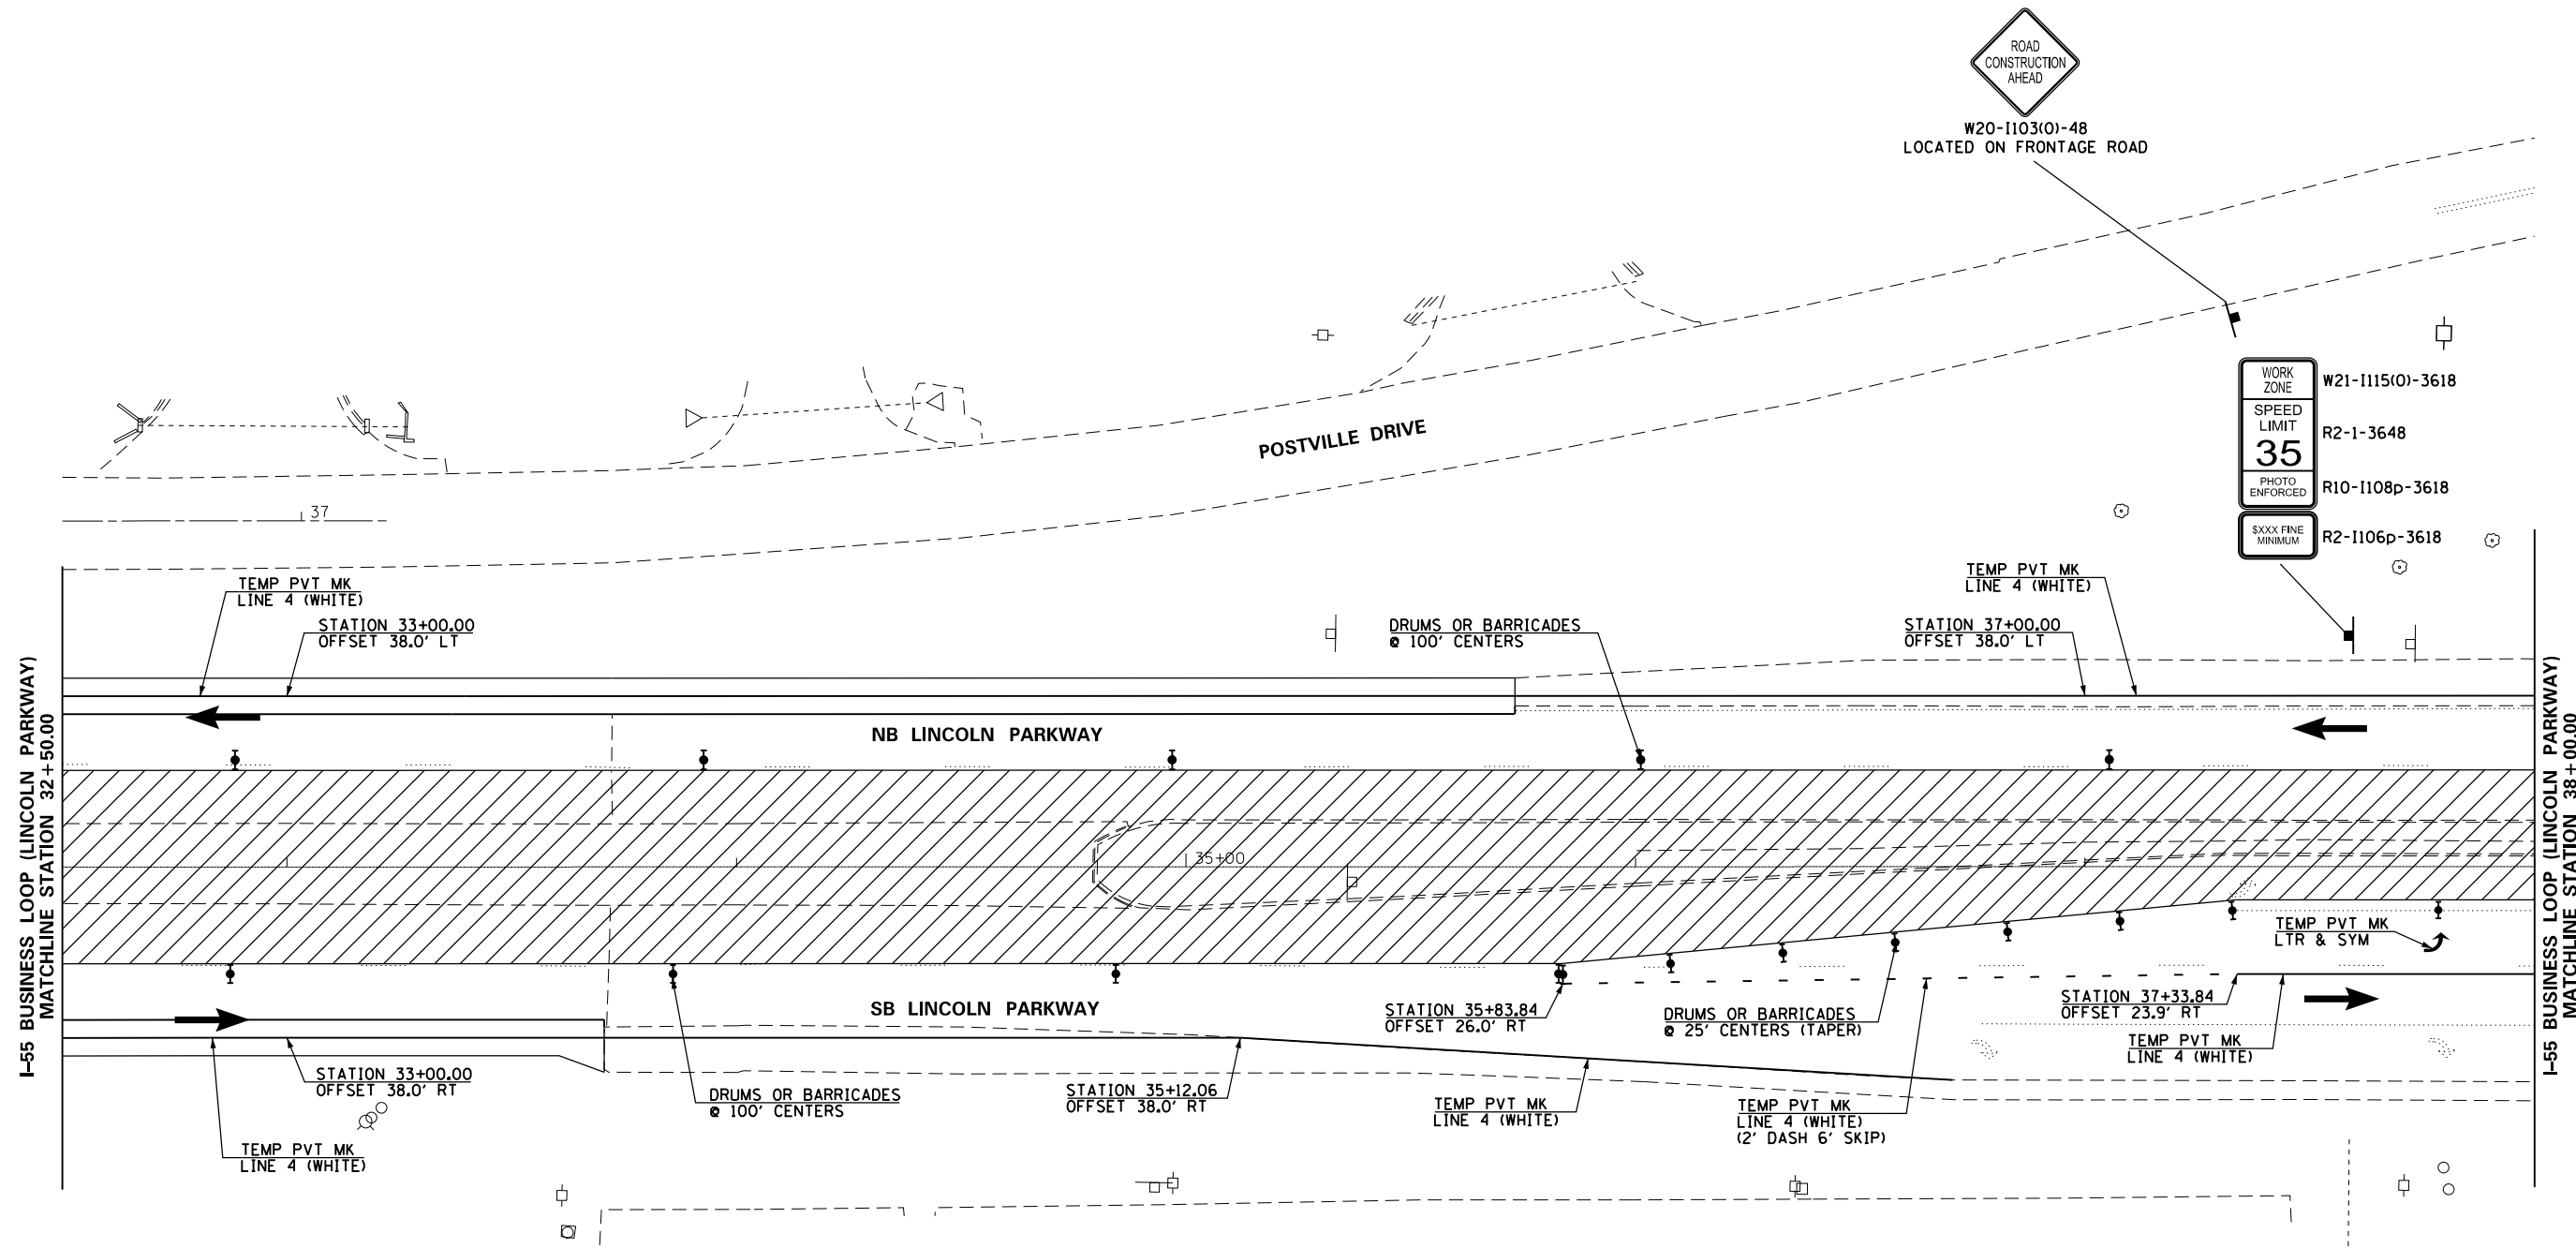 ROAD
CONSTRUCTION
AHEAD
W20-I103(O)-48
LOCATED ON FRONTAGE ROAD
WORK
ZONE
W21-I115(O)-3618
SPEED
LIMIT
35
R2-1-3648
PHOTO
ENFORCED
R10-I108p-3618
$XXX FINE
MINIMUM
R2-I106p-3618
POSTVILLE DRIVE
37
TEMP PVT MK
LINE 4 (WHITE)
STATION 33+00.00
OFFSET 38.0' LT
DRUMS OR BARRICADES
@ 100' CENTERS
TEMP PVT MK
LINE 4 (WHITE)
STATION 37+00.00
OFFSET 38.0' LT
I-55 BUSINESS LOOP (LINCOLN PARKWAY)
MATCHLINE STATION 32+50.00
NB LINCOLN PARKWAY
35+00
SB LINCOLN PARKWAY
I-55 BUSINESS LOOP (LINCOLN PARKWAY)
MATCHLINE STATION 38+00.00
TEMP PVT MK
LTR & SYM
STATION 35+83.84
OFFSET 26.0' RT
DRUMS OR BARRICADES
@ 25' CENTERS (TAPER)
STATION 37+33.84
OFFSET 23.9' RT
TEMP PVT MK
LINE 4 (WHITE)
STATION 33+00.00
OFFSET 38.0' RT
DRUMS OR BARRICADES
@ 100' CENTERS
STATION 35+12.06
OFFSET 38.0' RT
TEMP PVT MK
LINE 4 (WHITE)
TEMP PVT MK
LINE 4 (WHITE)
(2' DASH 6' SKIP)
TEMP PVT MK
LINE 4 (WHITE)